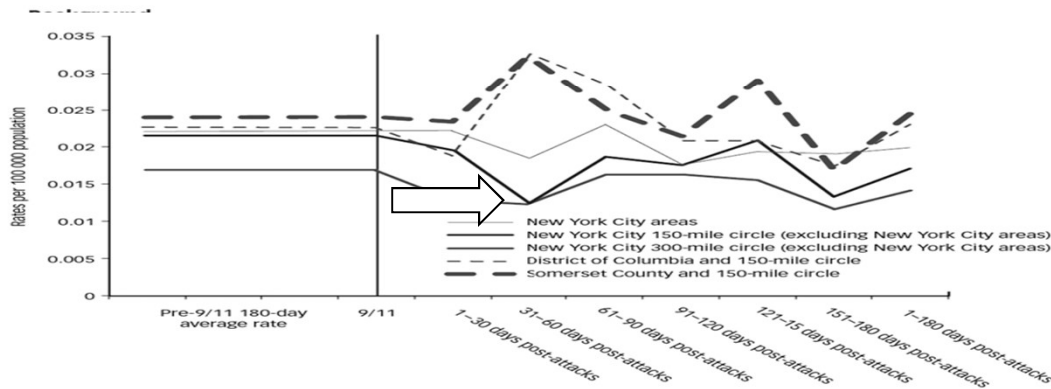 0.035
0.03
0.025
0.02
0.015
0.01
0.005
0
Rates per 100 000 population
New York City areas
New York City 150-mile circle (excluding New York City areas)
New York City 300-mile circle (excluding New York City areas)
District of Columbia and 150-mile circle
Somerset County and 150-mile circle
Pre-9/11 180-day
average rate
9/11
1–30 days post-attacks
31–60 days post-attacks
61–90 days post-attacks
91–120 days post-attacks
121–15 days post-attacks
151–180 days post-attacks
1–180 days post-attacks